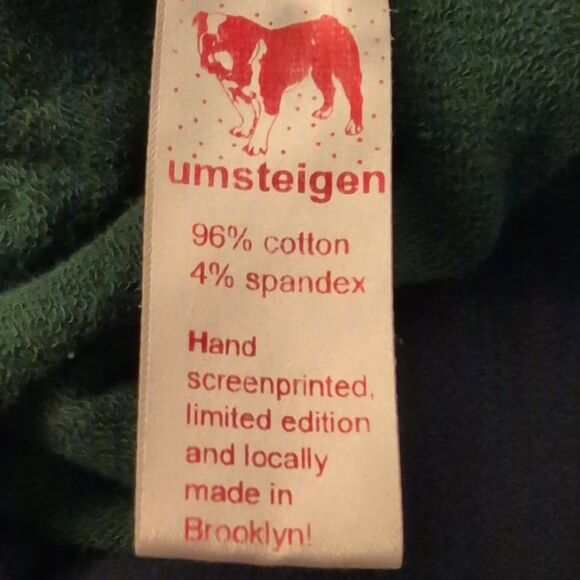 umsteigen
96% cotton
4% spandex
Hand
screenprinted,
limited edition
and locally
made in
Brooklyn!